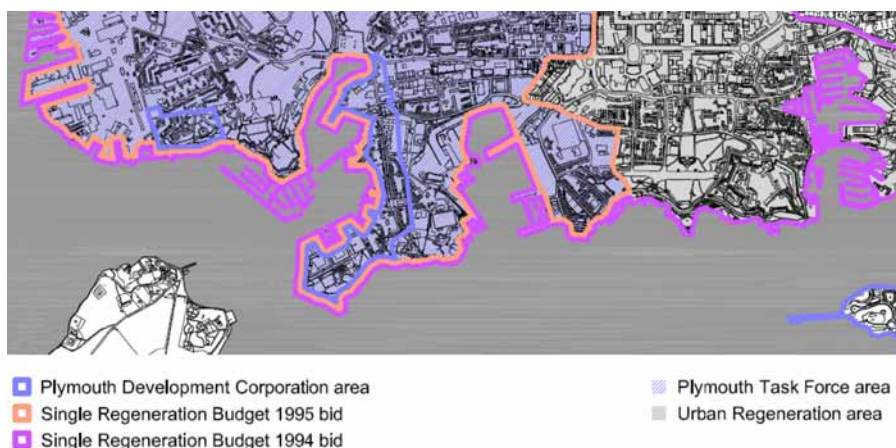 Plymouth Development Corporation area
Single Regeneration Budget 1995 bid
Single Regeneration Budget 1994 bid
Plymouth Task Force area
Urban Regeneration area